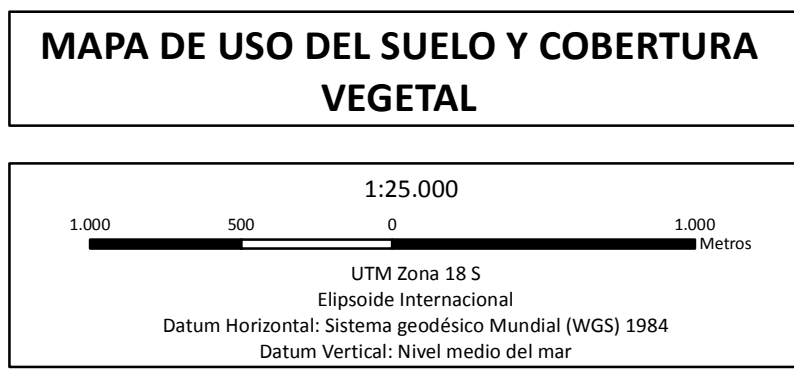 MAPA DE USO DEL SUELO Y COBERTURA
VEGETAL
1:25.000
1.000 500 0 1.000
Metros
UTM Zona 18 S
Elipsoide Internacional
Datum Horizontal: Sistema geodésico Mundial (WGS) 1984
Datum Vertical: Nivel medio del mar